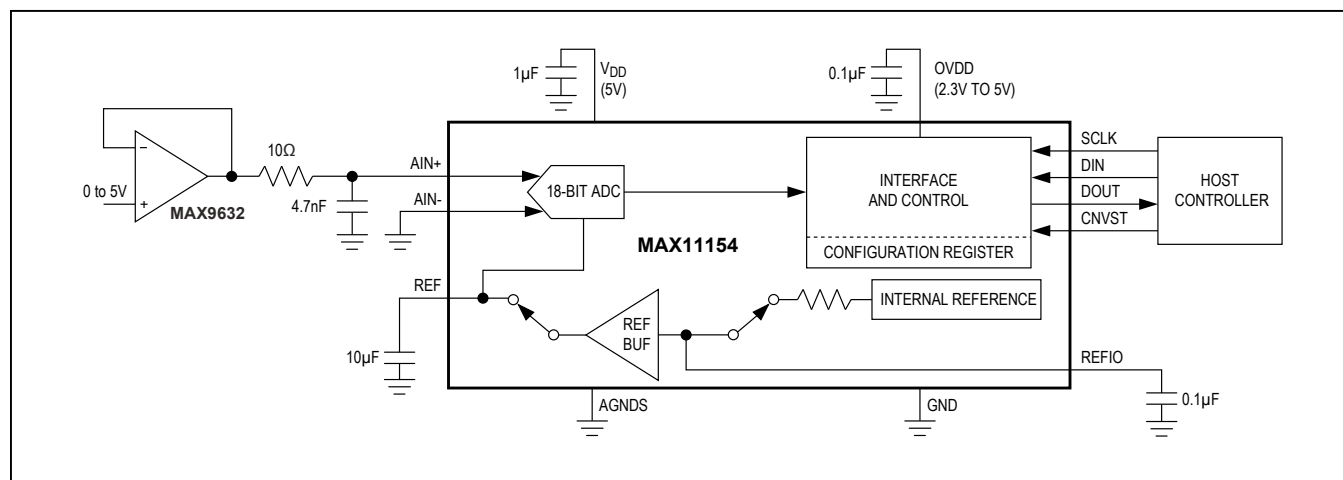 1µF
VDD
(5V)
0.1µF
OVDD
(2.3V TO 5V)
10Ω
0 to 5V
−
+
MAX9632
4.7nF
AIN+
AIN-
18-BIT ADC
MAX11154
INTERFACE
AND CONTROL
CONFIGURATION REGISTER
SCLK
DIN
DOUT
CNVST
HOST
CONTROLLER
REF
10µF
REF
BUF
INTERNAL REFERENCE
REFIO
0.1µF
AGNDS
GND